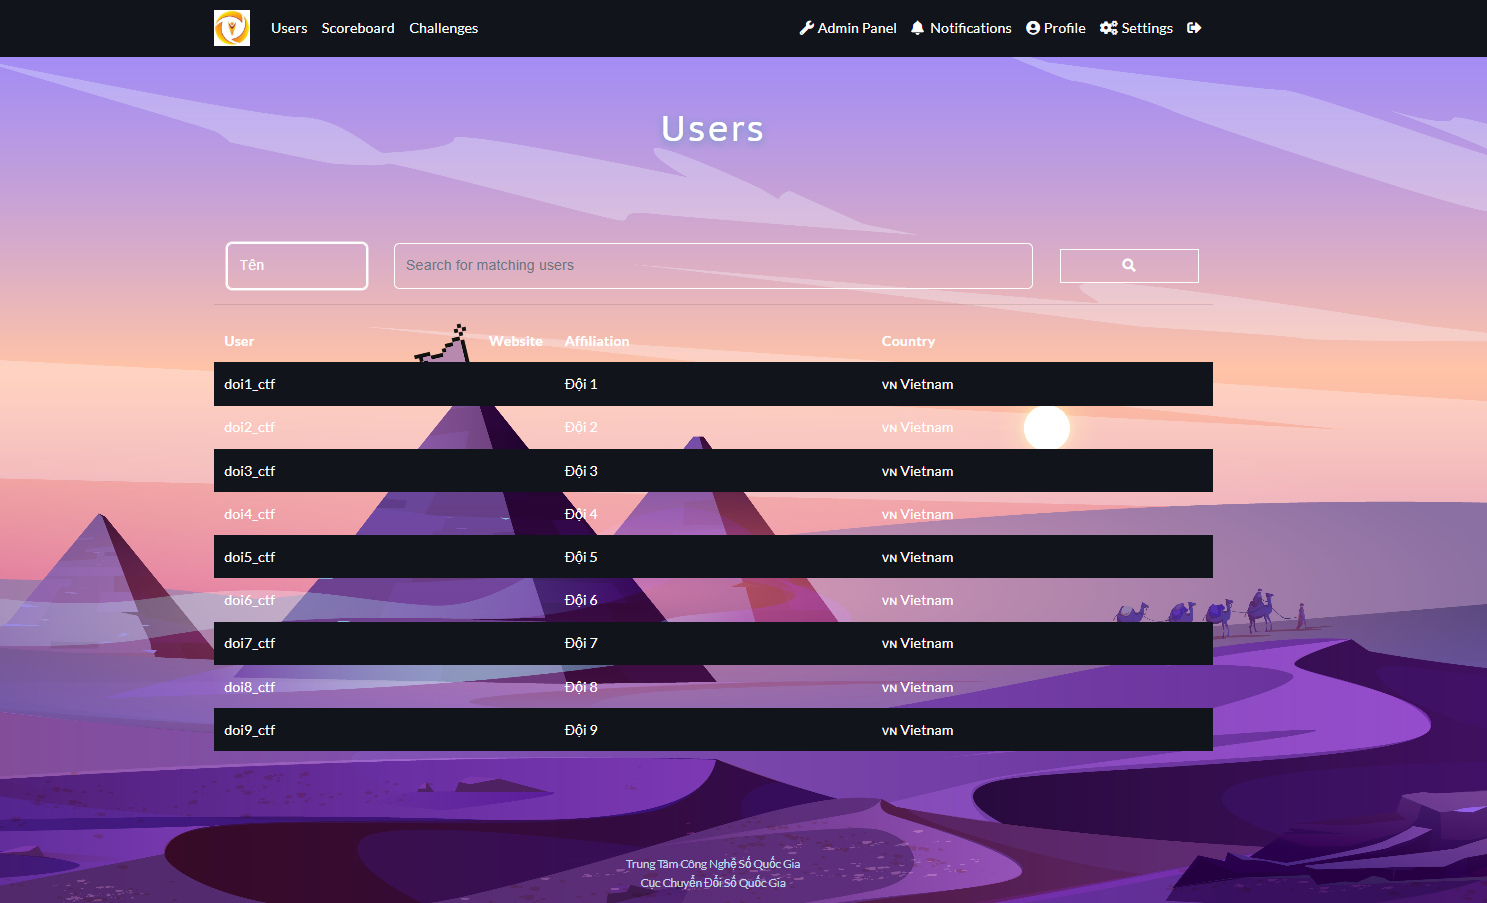 Users Scoreboard Challenges Admin Panel Notifications Profile Settings
Users
Tên Search for matching users
User Website Affiliation Country
doi1_ctf Đội 1 VN Vietnam
doi2_ctf Đội 2 VN Vietnam
doi3_ctf Đội 3 VN Vietnam
doi4_ctf Đội 4 VN Vietnam
doi5_ctf Đội 5 VN Vietnam
doi6_ctf Đội 6 VN Vietnam
doi7_ctf Đội 7 VN Vietnam
doi8_ctf Đội 8 VN Vietnam
doi9_ctf Đội 9 VN Vietnam
Trung Tâm Công Nghệ Số Quốc Gia
Cục Chuyển Đổi Số Quốc Gia